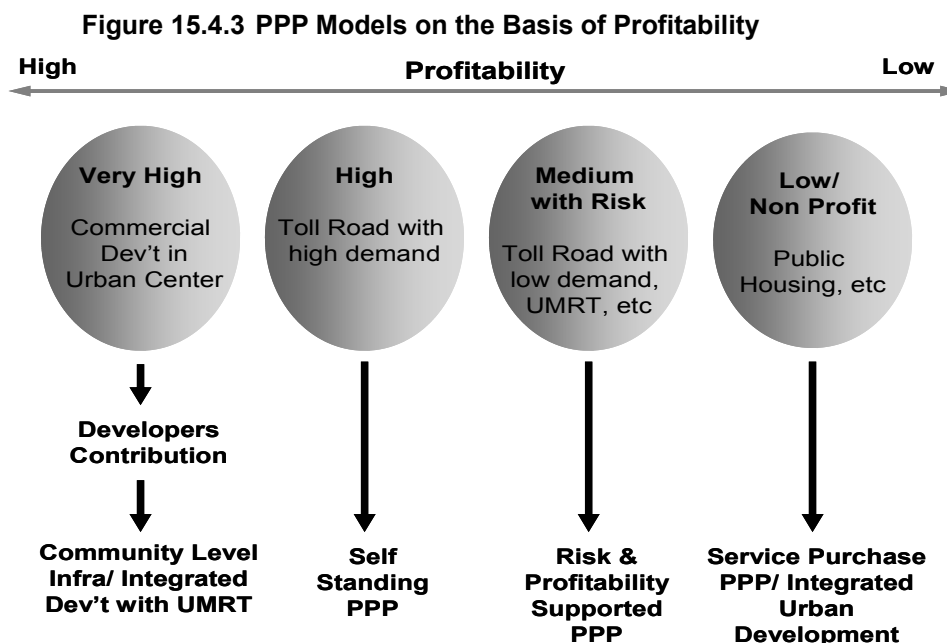 Figure 15.4.3 PPP Models on the Basis of Profitability
High
Profitability
Low
Very High
Commercial
Dev't in
Urban Center
High
Toll Road with
high demand
Medium
with Risk
Toll Road with
low demand,
UMRT, etc
Low/
Non Profit
Public
Housing, etc
Developers
Contribution
Community Level
Infra/ Integrated
Dev't with UMRT
Self
Standing
PPP
Risk &
Profitability
Supported
PPP
Service Purchase
PPP/ Integrated
Urban
Development